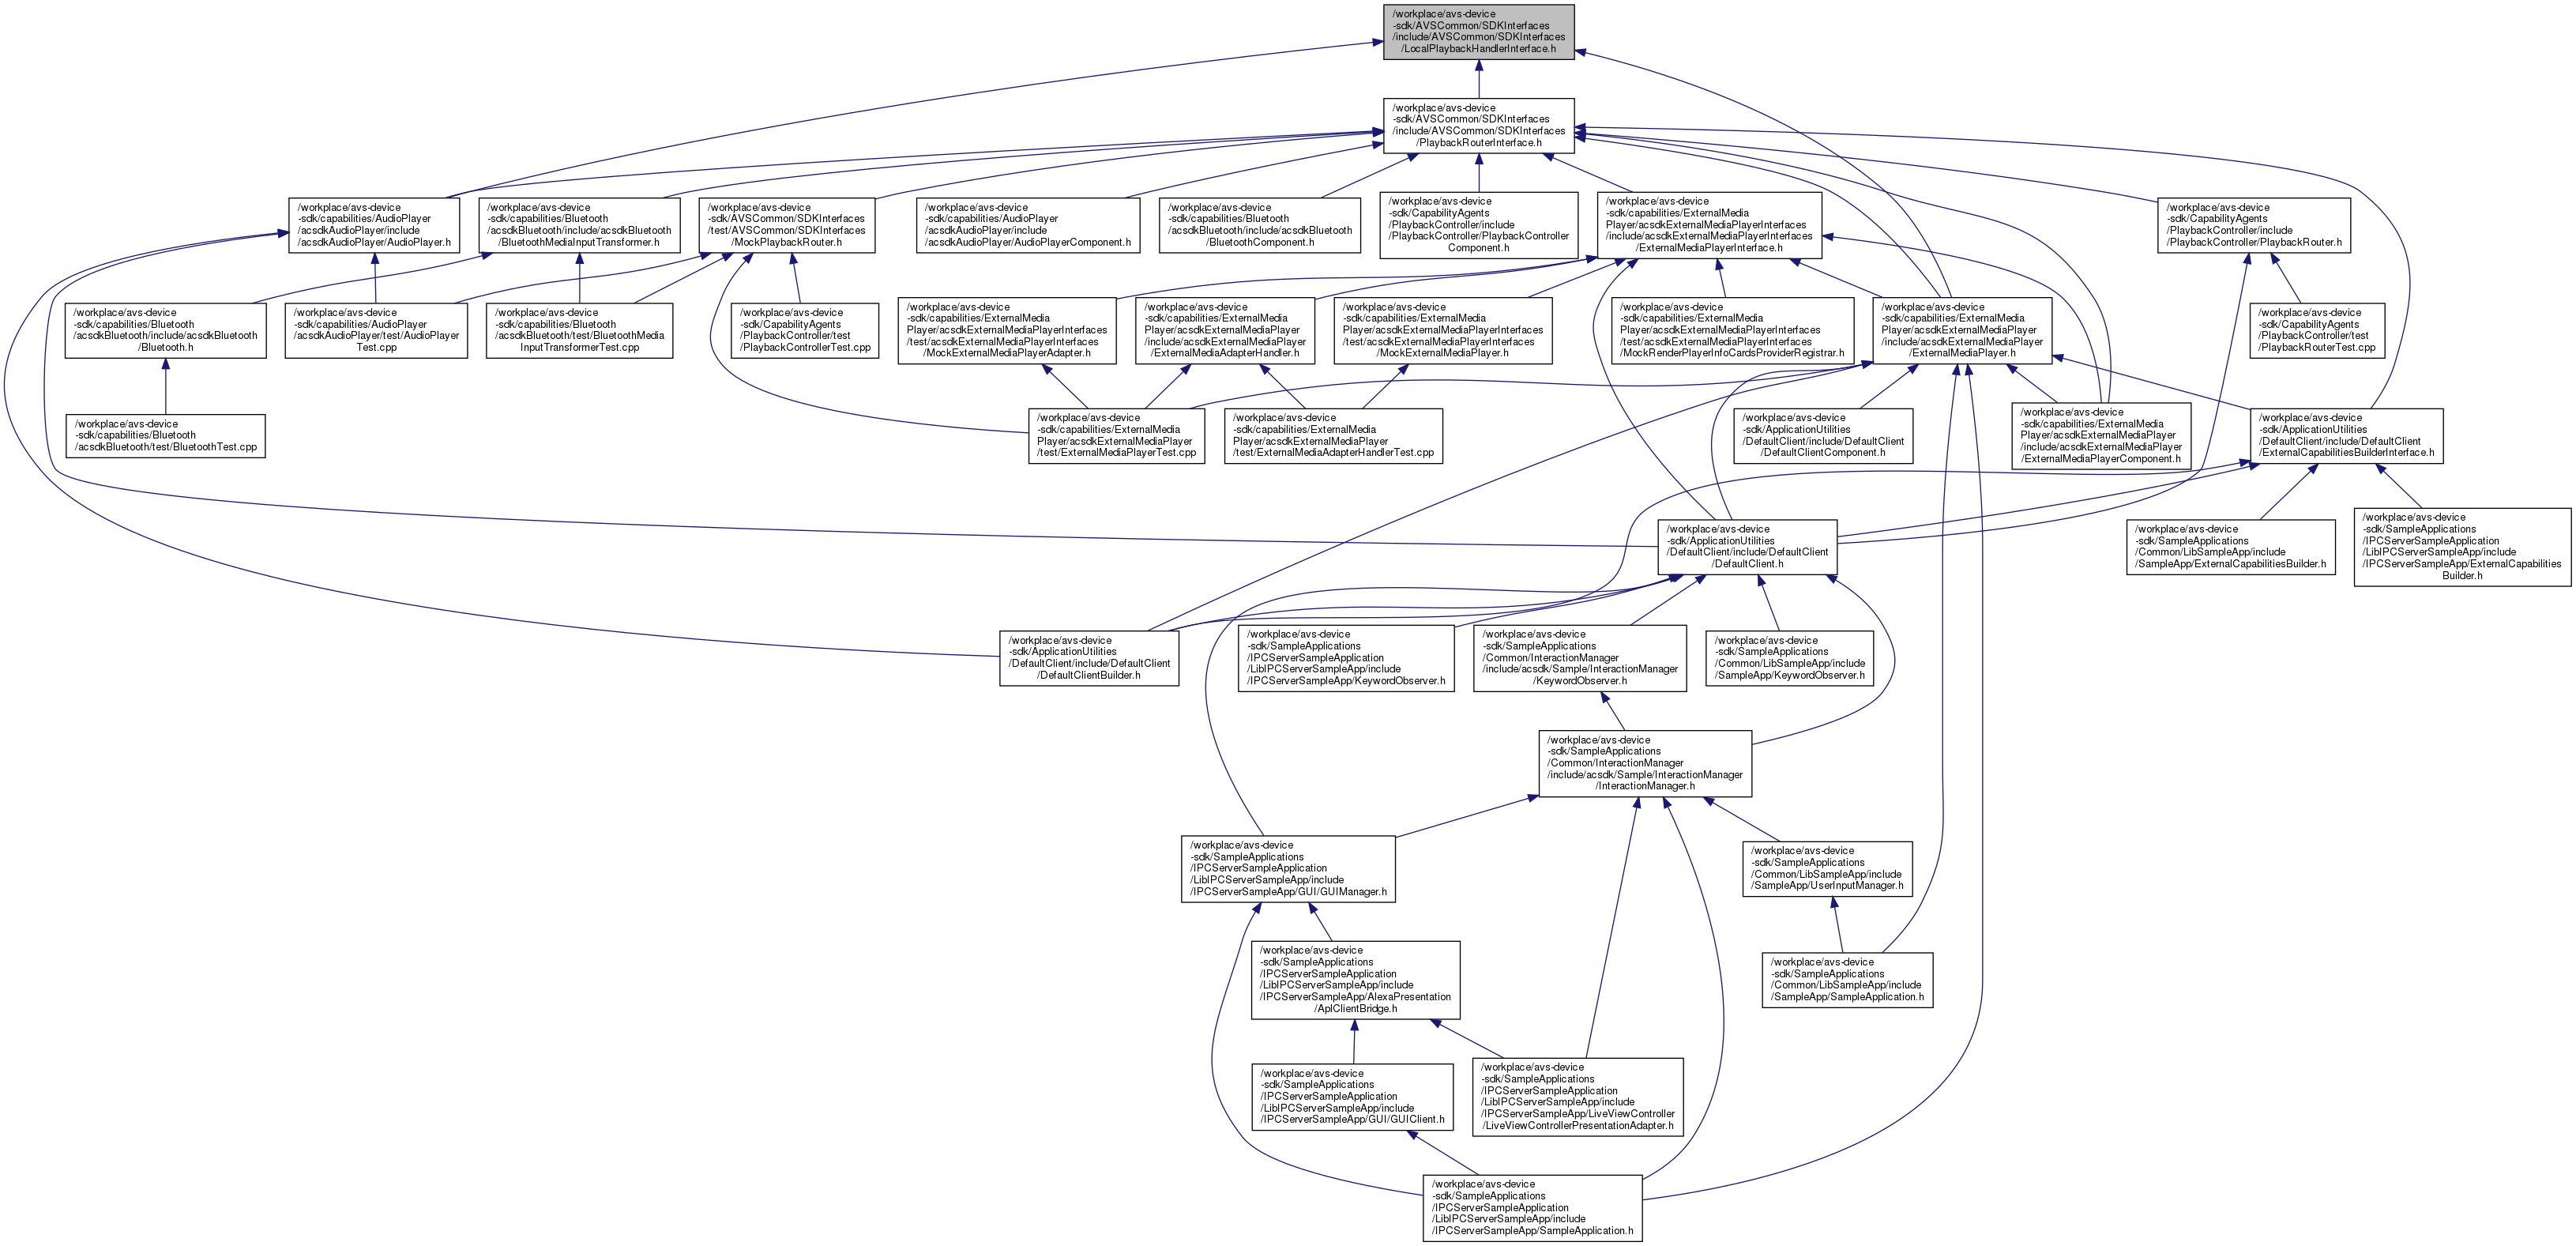 /workplace/avs-device
-sdk/AVSCommon/SDKInterfaces
/include/AVSCommon/SDKInterfaces
/LocalPlaybackHandlerInterface.h
/workplace/avs-device
-sdk/AVSCommon/SDKInterfaces
/include/AVSCommon/SDKInterfaces
/PlaybackRouterInterface.h
/workplace/avs-device
-sdk/capabilities/AudioPlayer
/acsdkAudioPlayer/include
/acsdkAudioPlayer/AudioPlayer.h
/workplace/avs-device
-sdk/capabilities/Bluetooth
/acsdkBluetooth/include/acsdkBluetooth
/BluetoothMediaInputTransformer.h
/workplace/avs-device
-sdk/AVSCommon/SDKInterfaces
/test/AVSCommon/SDKInterfaces
/MockPlaybackRouter.h
/workplace/avs-device
-sdk/capabilities/AudioPlayer
/acsdkAudioPlayer/include
/acsdkAudioPlayer/AudioPlayerComponent.h
/workplace/avs-device
-sdk/capabilities/Bluetooth
/acsdkBluetooth/include/acsdkBluetooth
/BluetoothComponent.h
/workplace/avs-device
-sdk/CapabilityAgents
/PlaybackController/include
/PlaybackController/PlaybackController
Component.h
/workplace/avs-device
-sdk/capabilities/ExternalMedia
Player/acsdkExternalMediaPlayerInterfaces
/include/acsdkExternalMediaPlayerInterfaces
/ExternalMediaPlayerInterface.h
/workplace/avs-device
-sdk/CapabilityAgents
/PlaybackController/include
/PlaybackController/PlaybackRouter.h
/workplace/avs-device
-sdk/capabilities/Bluetooth
/acsdkBluetooth/include/acsdkBluetooth
/Bluetooth.h
/workplace/avs-device
-sdk/capabilities/AudioPlayer
/acsdkAudioPlayer/test/AudioPlayer
Test.cpp
/workplace/avs-device
-sdk/capabilities/Bluetooth
/acsdkBluetooth/test/BluetoothMedia
InputTransformerTest.cpp
/workplace/avs-device
-sdk/CapabilityAgents
/PlaybackController/test
/PlaybackControllerTest.cpp
/workplace/avs-device
-sdk/capabilities/ExternalMedia
Player/acsdkExternalMediaPlayerInterfaces
/test/acsdkExternalMediaPlayerInterfaces
/MockExternalMediaPlayerAdapter.h
/workplace/avs-device
-sdk/capabilities/ExternalMedia
Player/acsdkExternalMediaPlayer
/include/acsdkExternalMediaPlayer
/ExternalMediaAdapterHandler.h
/workplace/avs-device
-sdk/capabilities/ExternalMedia
Player/acsdkExternalMediaPlayerInterfaces
/test/acsdkExternalMediaPlayerInterfaces
/MockExternalMediaPlayer.h
/workplace/avs-device
-sdk/capabilities/ExternalMedia
Player/acsdkExternalMediaPlayerInterfaces
/test/acsdkExternalMediaPlayerInterfaces
/MockRenderPlayerInfoCardsProviderRegistrar.h
/workplace/avs-device
-sdk/capabilities/ExternalMedia
Player/acsdkExternalMediaPlayer
/include/acsdkExternalMediaPlayer
/ExternalMediaPlayer.h
/workplace/avs-device
-sdk/CapabilityAgents
/PlaybackController/test
/PlaybackRouterTest.cpp
/workplace/avs-device
-sdk/capabilities/Bluetooth
/acsdkBluetooth/test/BluetoothTest.cpp
/workplace/avs-device
-sdk/capabilities/ExternalMedia
Player/acsdkExternalMediaPlayer
/test/ExternalMediaPlayerTest.cpp
/workplace/avs-device
-sdk/capabilities/ExternalMedia
Player/acsdkExternalMediaPlayer
/test/ExternalMediaAdapterHandlerTest.cpp
/workplace/avs-device
-sdk/ApplicationUtilities
/DefaultClient/include/DefaultClient
/DefaultClientComponent.h
/workplace/avs-device
-sdk/capabilities/ExternalMedia
Player/acsdkExternalMediaPlayer
/include/acsdkExternalMediaPlayer
/ExternalMediaPlayerComponent.h
/workplace/avs-device
-sdk/ApplicationUtilities
/DefaultClient/include/DefaultClient
/ExternalCapabilitiesBuilderInterface.h
/workplace/avs-device
-sdk/ApplicationUtilities
/DefaultClient/include/DefaultClient
/DefaultClient.h
/workplace/avs-device
-sdk/SampleApplications
/Common/LibSampleApp/include
/SampleApp/ExternalCapabilitiesBuilder.h
/workplace/avs-device
-sdk/SampleApplications
/IPCServerSampleApplication
/LibIPCServerSampleApp/include
/IPCServerSampleApp/ExternalCapabilities
Builder.h
/workplace/avs-device
-sdk/ApplicationUtilities
/DefaultClient/include/DefaultClient
/DefaultClientBuilder.h
/workplace/avs-device
-sdk/SampleApplications
/IPCServerSampleApplication
/LibIPCServerSampleApp/include
/IPCServerSampleApp/KeywordObserver.h
/workplace/avs-device
-sdk/SampleApplications
/Common/InteractionManager
/include/acsdk/Sample/InteractionManager
/KeywordObserver.h
/workplace/avs-device
-sdk/SampleApplications
/Common/LibSampleApp/include
/SampleApp/KeywordObserver.h
/workplace/avs-device
-sdk/SampleApplications
/Common/InteractionManager
/include/acsdk/Sample/InteractionManager
/InteractionManager.h
/workplace/avs-device
-sdk/SampleApplications
/IPCServerSampleApplication
/LibIPCServerSampleApp/include
/IPCServerSampleApp/GUI/GUIManager.h
/workplace/avs-device
-sdk/SampleApplications
/Common/LibSampleApp/include
/SampleApp/UserInputManager.h
/workplace/avs-device
-sdk/SampleApplications
/IPCServerSampleApplication
/LibIPCServerSampleApp/include
/IPCServerSampleApp/AlexaPresentation
/AplClientBridge.h
/workplace/avs-device
-sdk/SampleApplications
/Common/LibSampleApp/include
/SampleApp/SampleApplication.h
/workplace/avs-device
-sdk/SampleApplications
/IPCServerSampleApplication
/LibIPCServerSampleApp/include
/IPCServerSampleApp/GUI/GUIClient.h
/workplace/avs-device
-sdk/SampleApplications
/IPCServerSampleApplication
/LibIPCServerSampleApp/include
/IPCServerSampleApp/LiveViewController
/LiveViewControllerPresentationAdapter.h
/workplace/avs-device
-sdk/SampleApplications
/IPCServerSampleApplication
/LibIPCServerSampleApp/include
/IPCServerSampleApp/SampleApplication.h